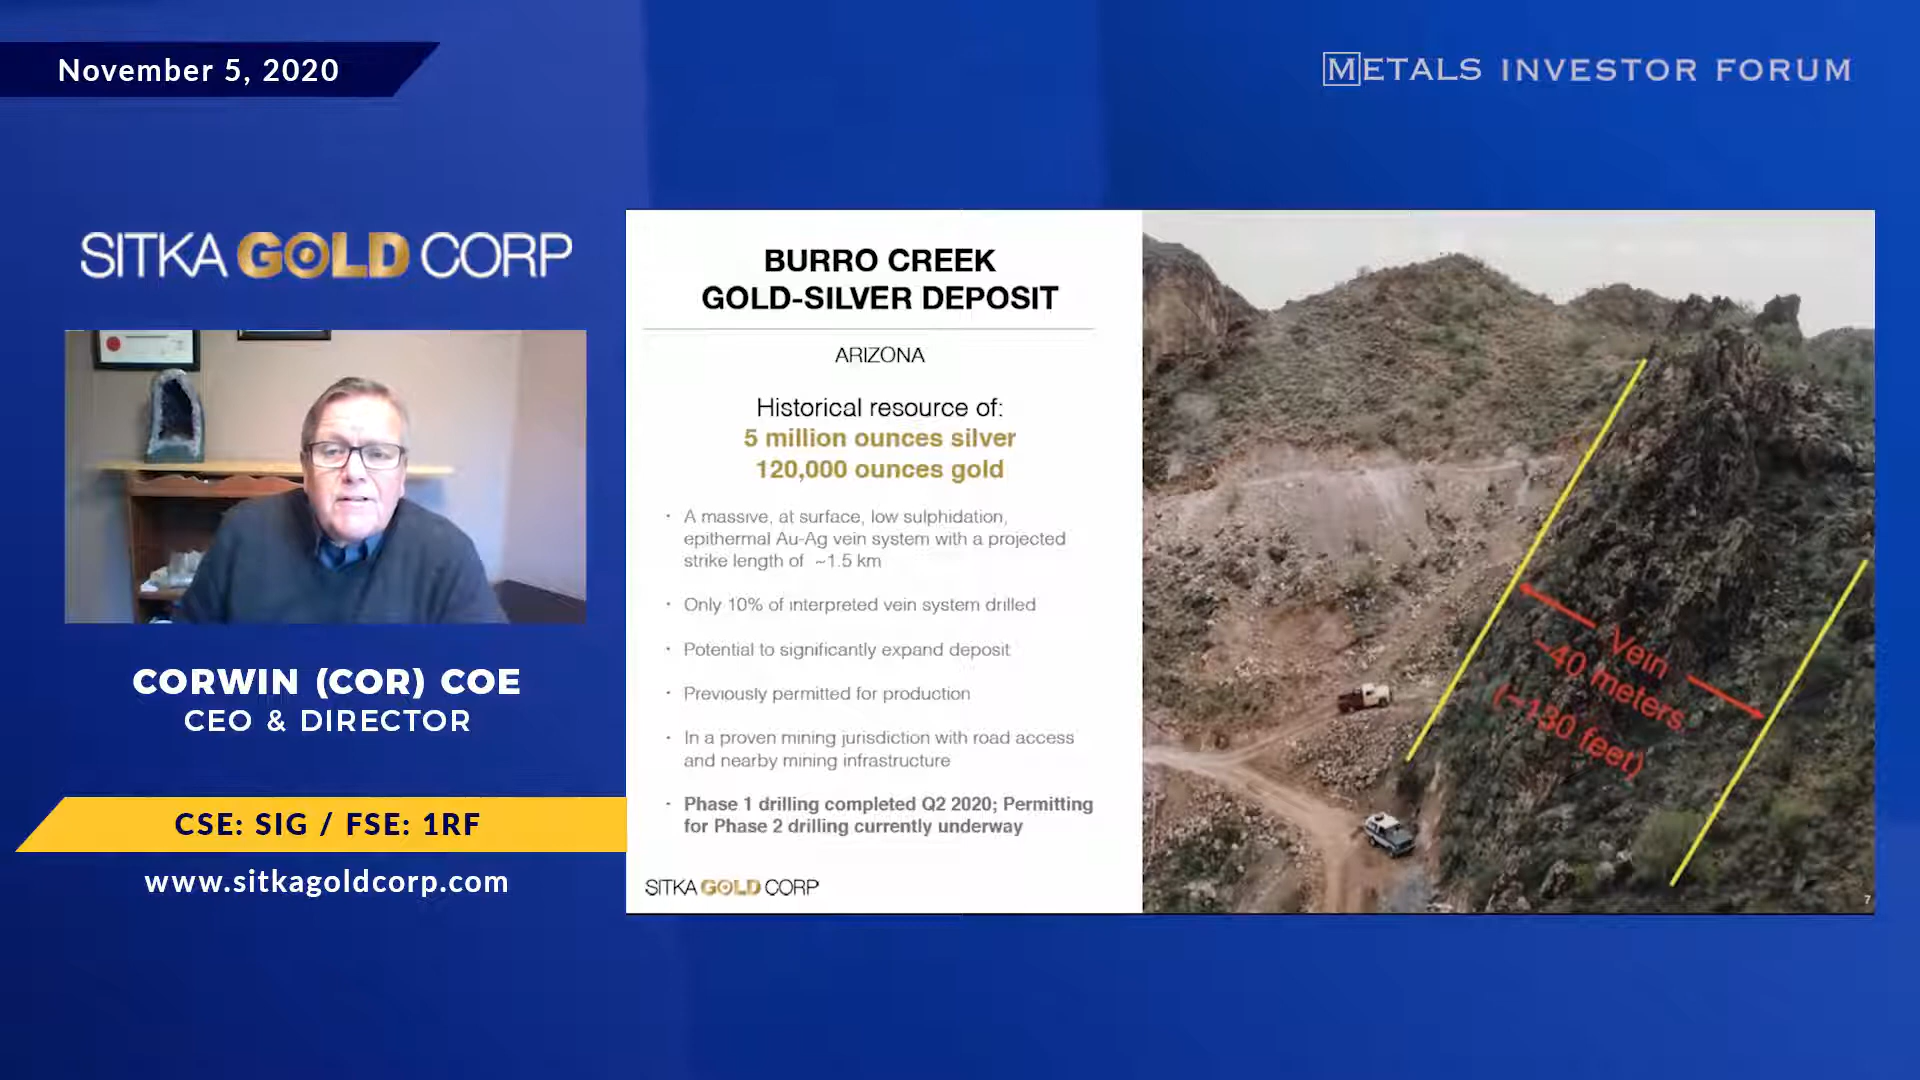 November 5, 2020
METALS INVESTOR FORUM
SITKA GOLD CORP
CORWIN (COR) COE
CEO & DIRECTOR
CSE: SIG / FSE: 1RF
www.sitkagoldcorp.com
BURRO CREEK
GOLD-SILVER DEPOSIT
ARIZONA
Historical resource of:
5 million ounces silver
120,000 ounces gold
· A massive, at surface, low sulphidation,
epithermal Au-Ag vein system with a projected
strike length of ~1.5 km
· Only 10% of interpreted vein system drilled
· Potential to significantly expand deposit
· Previously permitted for production
· In a proven mining jurisdiction with road access
and nearby mining infrastructure
· Phase 1 drilling completed Q2 2020; Permitting
for Phase 2 drilling currently underway
SITKA GOLD CORP
Vein
~40 meters
(~130 feet)
7